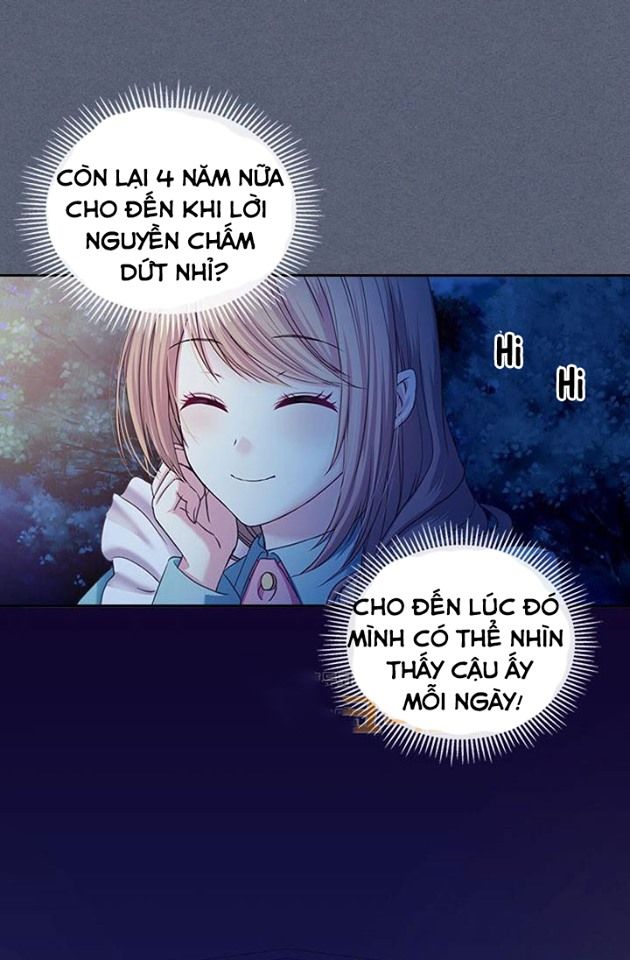 CÒN LẠI 4 NĂM NỮA
CHO ĐẾN KHI LỜI
NGUYỀN CHẤM
DỨT NHỈ?
Hi
Hi
CHO ĐẾN LÚC ĐÓ
MÌNH CÓ THỂ NHÌN
THẤY CẬU ẤY
MỖI NGÀY!